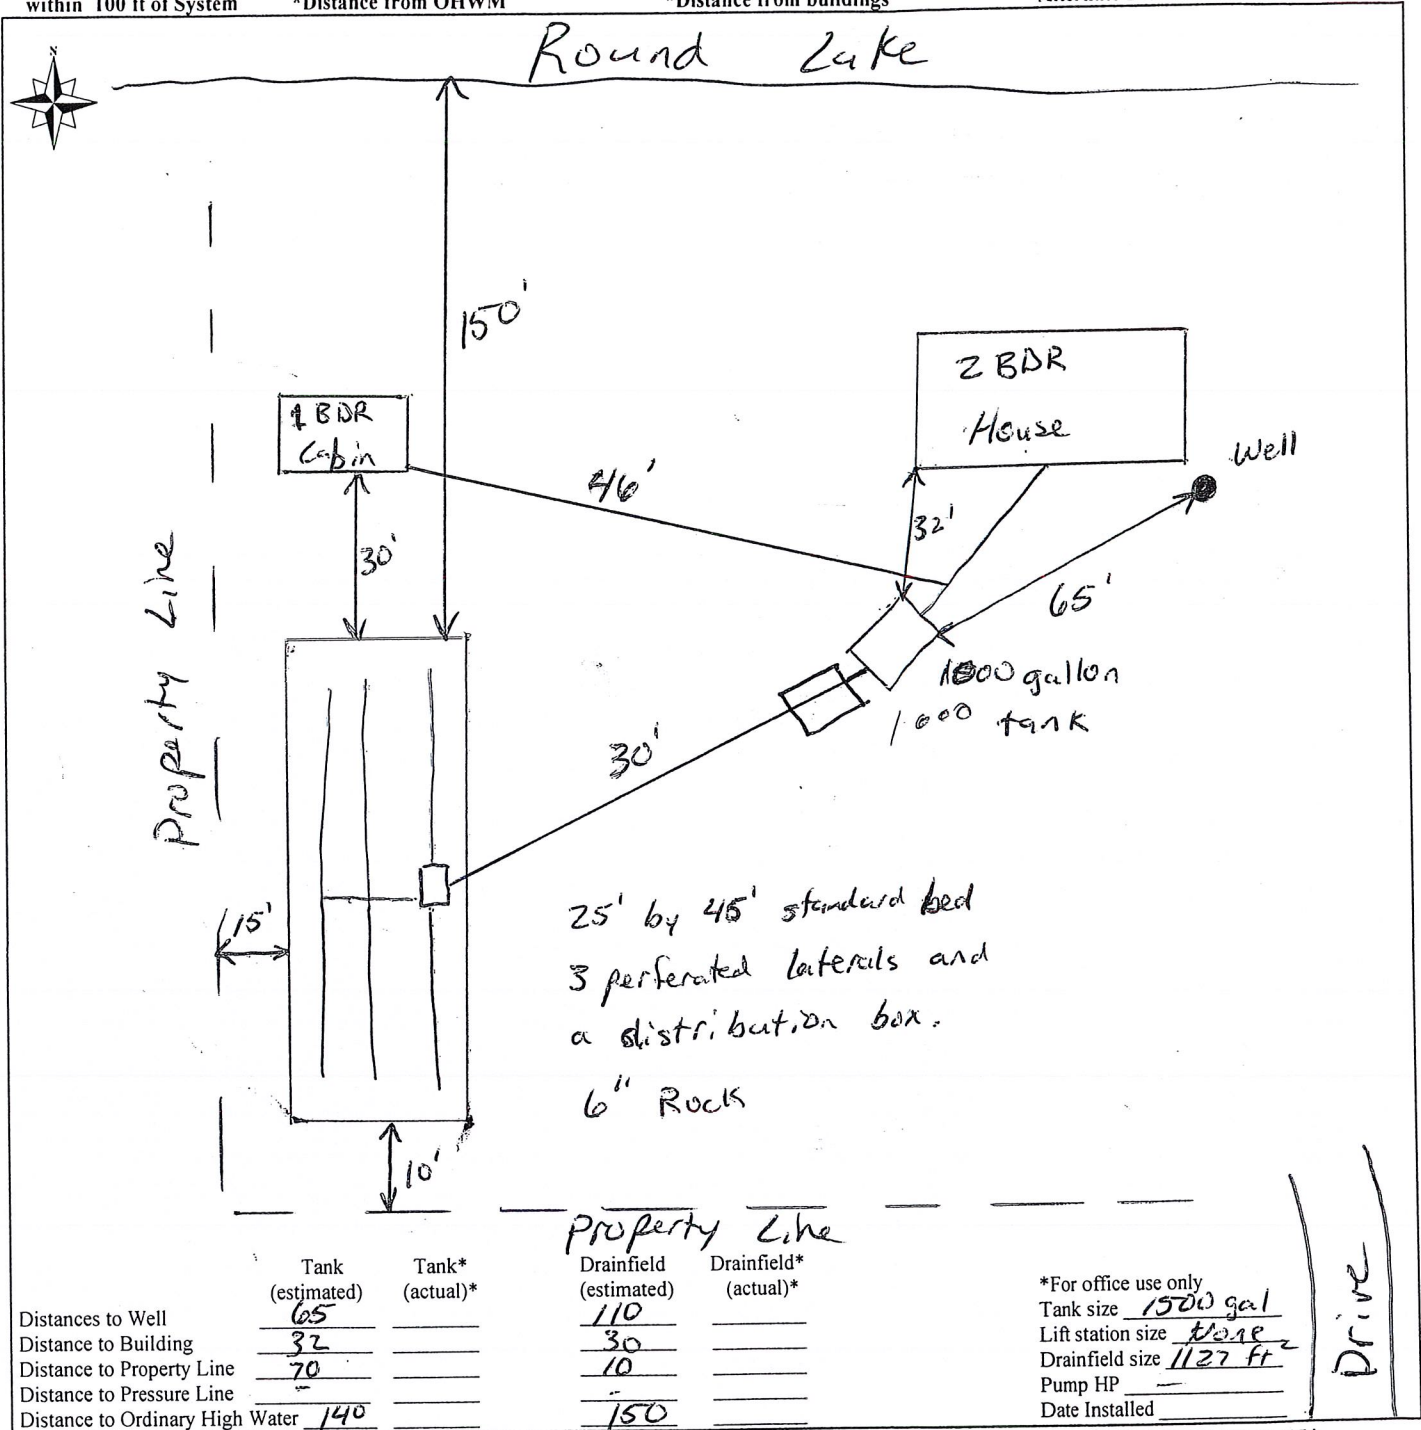 within 100 ft of System *Distance from OHWM *Distance from buildings
N
Round Lake
150'
1 BDR
Cabin
2 BDR
House
Well
46'
32'
30'
65'
Property Line
1000 gallon
1000 tank
30'
15'
25' by 45' standard bed
3 perferated laterals and
a distribution box.
6" Rock
10'
Property Line
Drive
Tank (estimated) Tank* (actual)* Drainfield (estimated) Drainfield* (actual)*
Distances to Well 65 110
Distance to Building 32 30
Distance to Property Line 70 10
Distance to Pressure Line - -
Distance to Ordinary High Water 140 150
*For office use only
Tank size 1500 gal
Lift station size None
Drainfield size 1127 ft²
Pump HP —
Date Installed